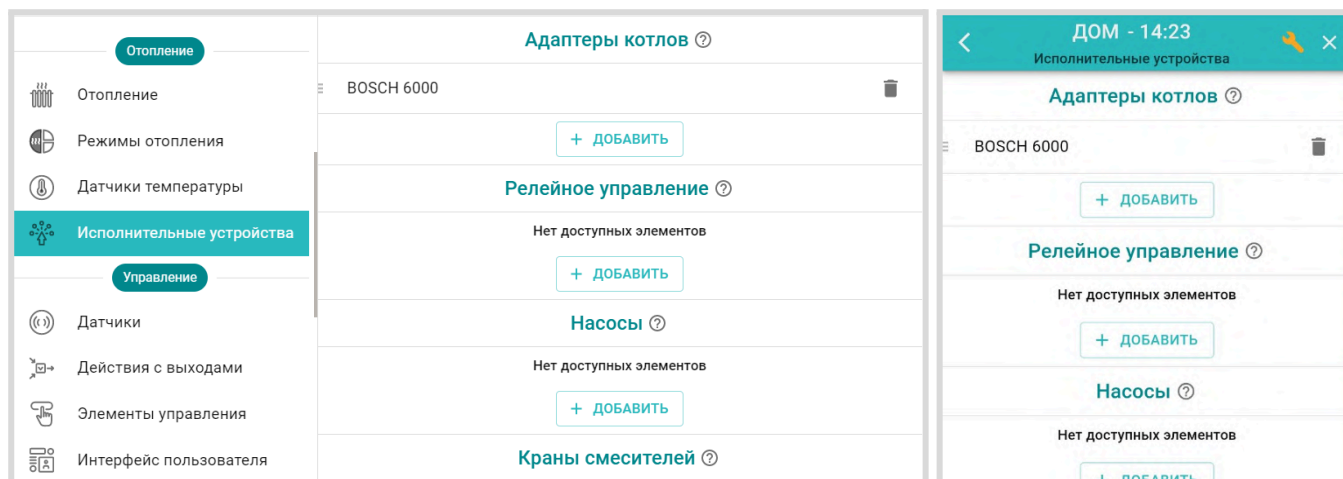 Отопление
Отопление
Режимы отопления
Датчики температуры
Исполнительные устройства
Управление
Датчики
Действия с выходами
Элементы управления
Интерфейс пользователя
Адаптеры котлов
BOSCH 6000
+ ДОБАВИТЬ
Релейное управление
Нет доступных элементов
+ ДОБАВИТЬ
Насосы
Нет доступных элементов
+ ДОБАВИТЬ
Краны смесителей
ДОМ - 14:23
Исполнительные устройства
Адаптеры котлов
BOSCH 6000
+ ДОБАВИТЬ
Релейное управление
Нет доступных элементов
+ ДОБАВИТЬ
Насосы
Нет доступных элементов
+ ДОБАВИТЬ